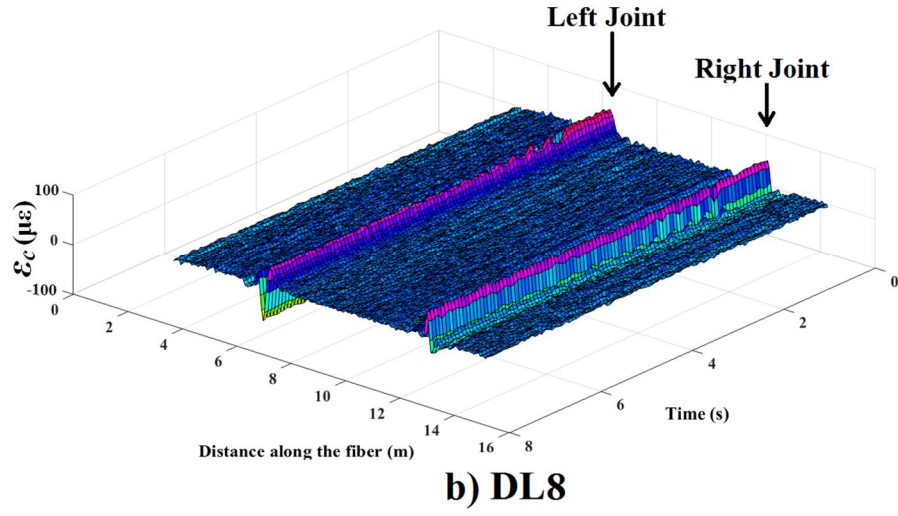 Left Joint
Right Joint
100
0
-100
ε_c (με)
0
2
4
6
8
10
12
14
16
Distance along the fiber (m)
0
2
4
6
8
Time (s)
b) DL8